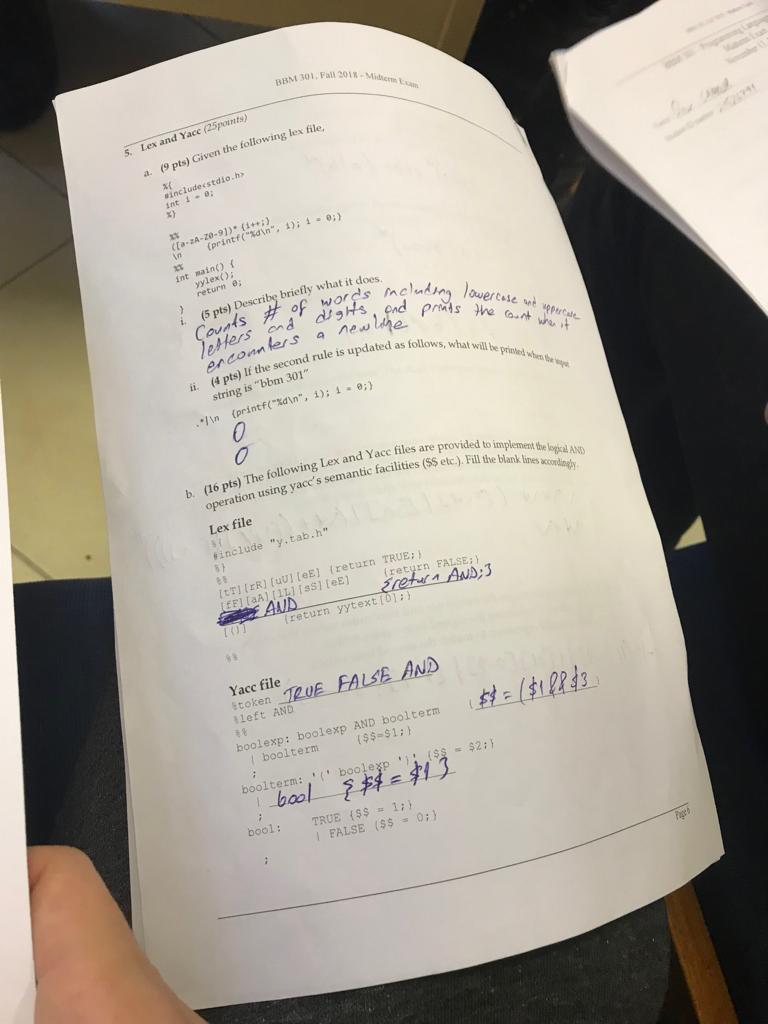 BBM 301, Fall 2018 - Midterm Exam
5. Lex and Yacc (25points)
a. (9 pts) Given the following lex file,
%{
#include<stdio.h>
int i = 0;
%}
%%
([a-zA-Z0-9])* {i++;}
\n {printf("%d\n", i); i = 0;}
%%
int main() {
yylex();
return 0;
}
i. (5 pts) Describe briefly what it does.
Counts # of words including lowercase and uppercase
letters and digits and prints the count when it
encounters a newline
ii. (4 pts) If the second rule is updated as follows, what will be printed when the input
string is "bbm 301"
.*|\n {printf("%d\n", i); i = 0;}
0
0
b. (16 pts) The following Lex and Yacc files are provided to implement the logical AND
operation using yacc's semantic facilities ($$ etc.). Fill the blank lines accordingly.
Lex file
%{
#include "y.tab.h"
%}
%%
[tT][rR][uU][eE] {return TRUE;}
[fF][aA][lL][sS][eE] {return FALSE;}
AND {return AND;}
[()] {return yytext[0];}
%%
Yacc file
%token TRUE FALSE AND
%left AND
%%
boolexp: boolexp AND boolterm { $$ = ($1 && $3
| boolterm {$$=$1;}
;
boolterm: '(' boolexp ')' {$$ = $2;}
| bool {$$ = $1}
;
bool: TRUE {$$ = 1;}
| FALSE {$$ = 0;}
;
Page 6